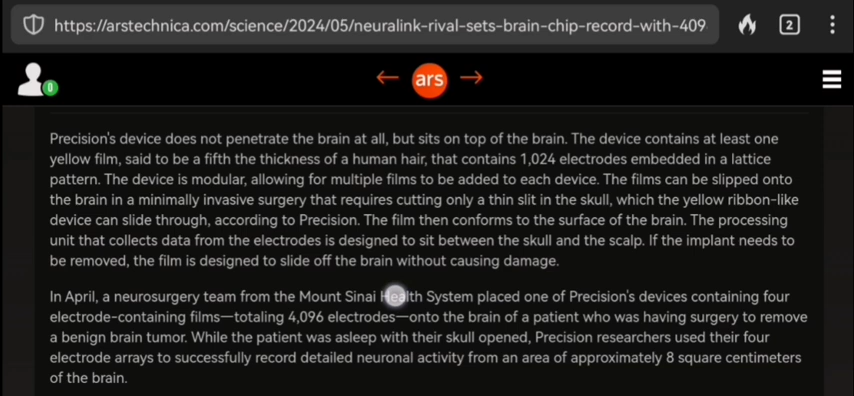 https://arstechnica.com/science/2024/05/neuralink-rival-sets-brain-chip-record-with-409
2
0
ars
Precision's device does not penetrate the brain at all, but sits on top of the brain. The device contains at least one
yellow film, said to be a fifth the thickness of a human hair, that contains 1,024 electrodes embedded in a lattice
pattern. The device is modular, allowing for multiple films to be added to each device. The films can be slipped onto
the brain in a minimally invasive surgery that requires cutting only a thin slit in the skull, which the yellow ribbon-like
device can slide through, according to Precision. The film then conforms to the surface of the brain. The processing
unit that collects data from the electrodes is designed to sit between the skull and the scalp. If the implant needs to
be removed, the film is designed to slide off the brain without causing damage.
In April, a neurosurgery team from the Mount Sinai Health System placed one of Precision's devices containing four
electrode-containing films—totaling 4,096 electrodes—onto the brain of a patient who was having surgery to remove
a benign brain tumor. While the patient was asleep with their skull opened, Precision researchers used their four
electrode arrays to successfully record detailed neuronal activity from an area of approximately 8 square centimeters
of the brain.